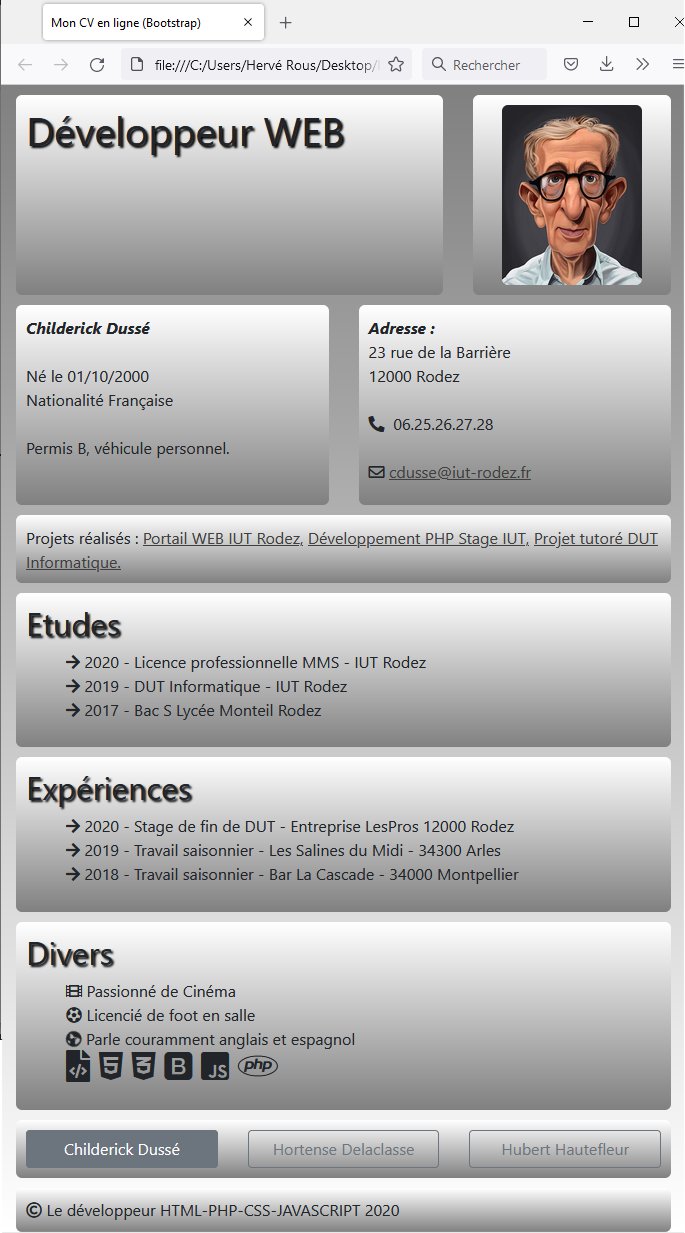 Mon CV en ligne (Bootstrap)
file:///C:/Users/Hervé Rous/Desktop/
Rechercher
Développeur WEB
Childerick Dussé
Né le 01/10/2000
Nationalité Française
Permis B, véhicule personnel.
Adresse :
23 rue de la Barrière
12000 Rodez
06.25.26.27.28
cdusse@iut-rodez.fr
Projets réalisés : Portail WEB IUT Rodez, Développement PHP Stage IUT, Projet tutoré DUT
Informatique.
Etudes
2020 - Licence professionnelle MMS - IUT Rodez
2019 - DUT Informatique - IUT Rodez
2017 - Bac S Lycée Monteil Rodez
Expériences
2020 - Stage de fin de DUT - Entreprise LesPros 12000 Rodez
2019 - Travail saisonnier - Les Salines du Midi - 34300 Arles
2018 - Travail saisonnier - Bar La Cascade - 34000 Montpellier
Divers
Passionné de Cinéma
Licencié de foot en salle
Parle couramment anglais et espagnol
5 3 B JS php
Childerick Dussé Hortense Delaclasse Hubert Hautefleur
© Le développeur HTML-PHP-CSS-JAVASCRIPT 2020